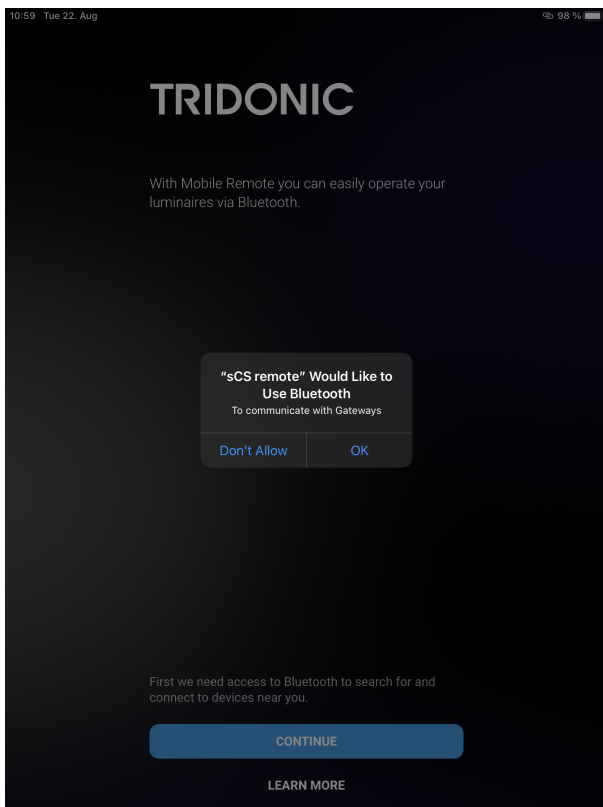 10:59 Tue 22. Aug
98 %
TRIDONIC
With Mobile Remote you can easily operate your
luminaires via Bluetooth.
“sCS remote” Would Like to
Use Bluetooth
To communicate with Gateways
Don't Allow
OK
First we need access to Bluetooth to search for and
connect to devices near you.
CONTINUE
LEARN MORE